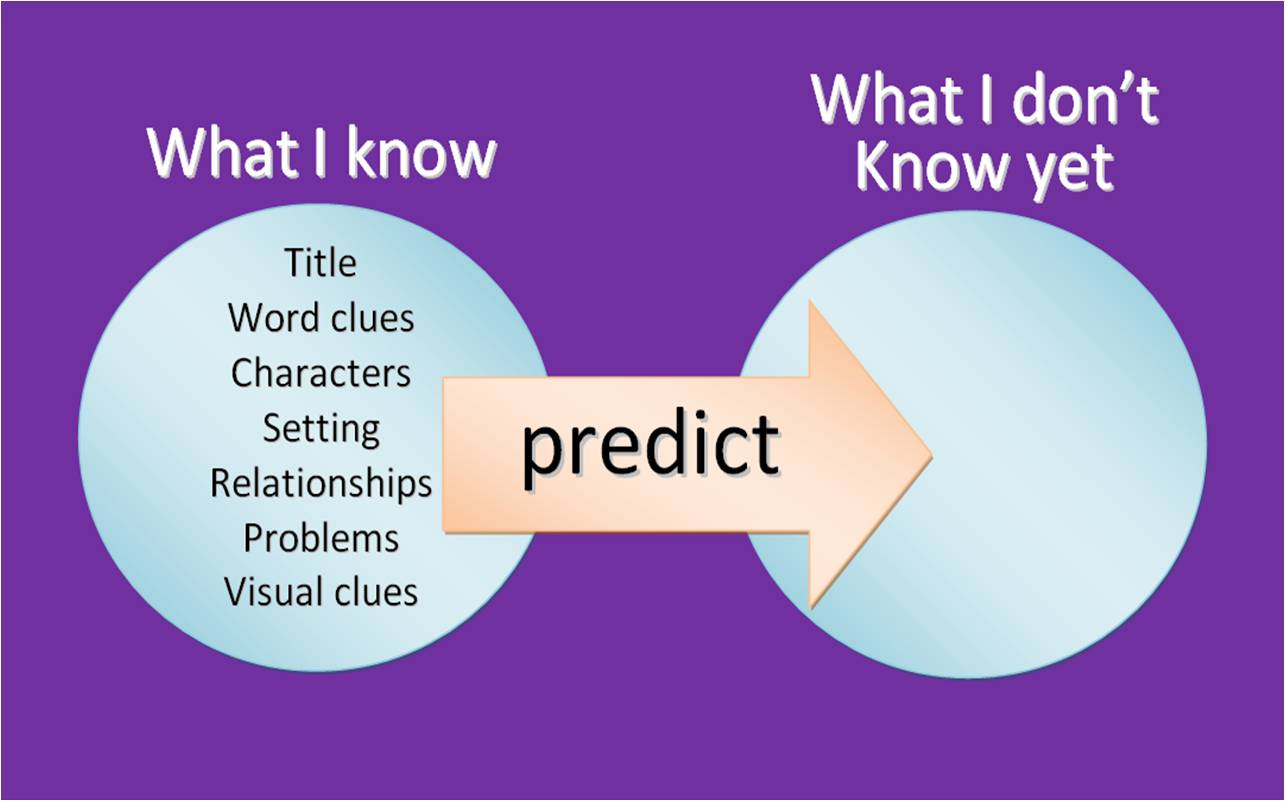 What I know
Title
Word clues
Characters
Setting
Relationships
Problems
Visual clues
predict
What I don’t
Know yet